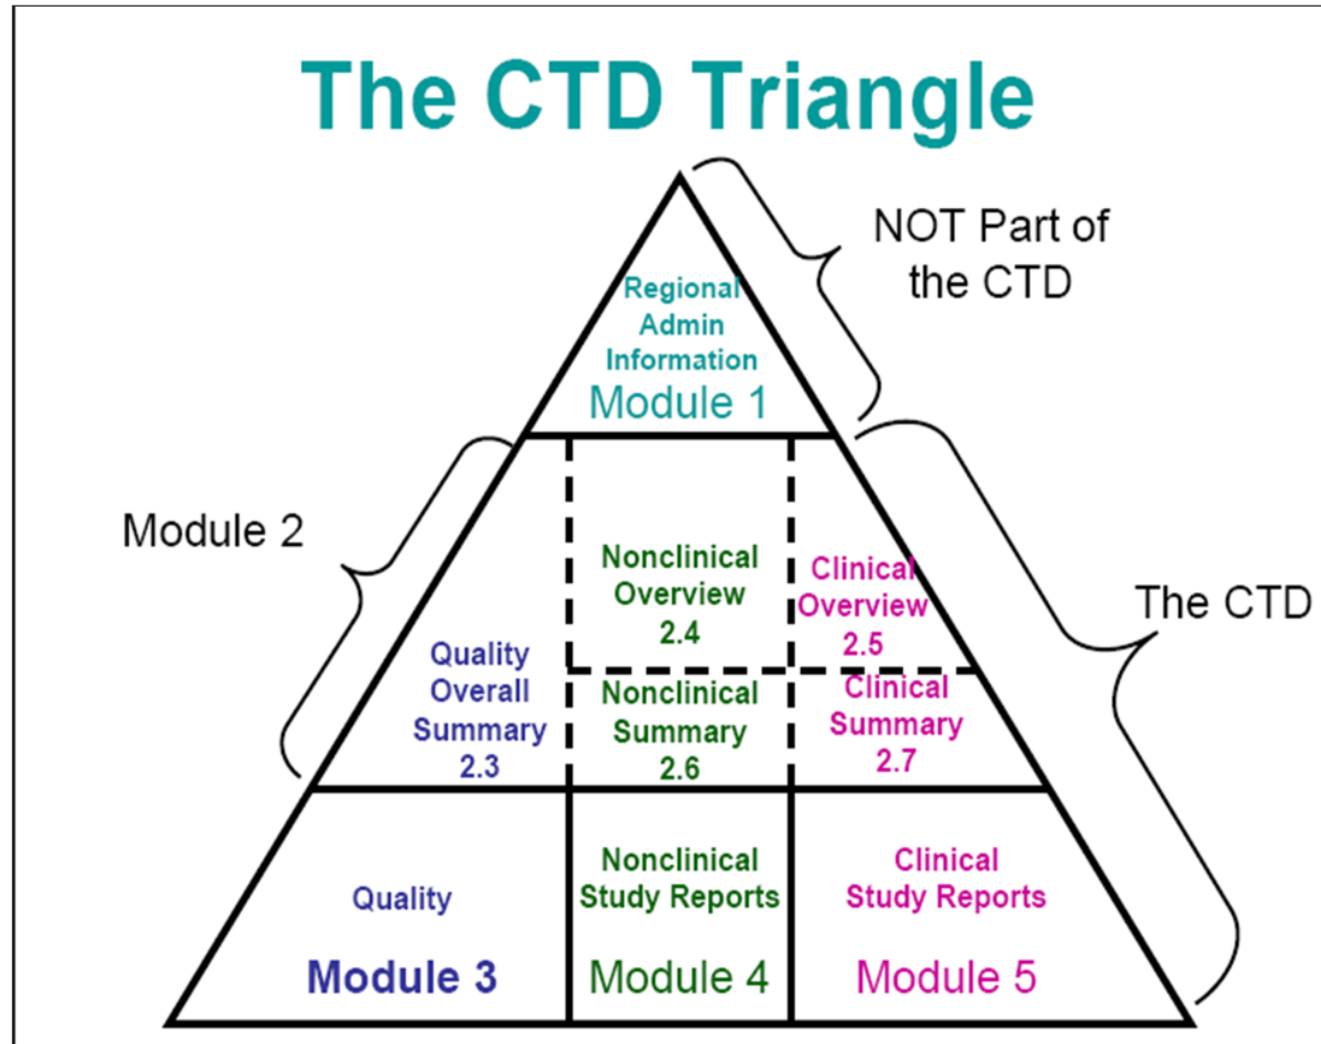 The CTD Triangle
NOT Part of
the CTD
Regional
Admin
Information
Module 1
Module 2
The CTD
Quality
Overall
Summary
2.3
Nonclinical
Overview
2.4
Clinical
Overview
2.5
Nonclinical
Summary
2.6
Clinical
Summary
2.7
Quality
Module 3
Nonclinical
Study Reports
Module 4
Clinical
Study Reports
Module 5